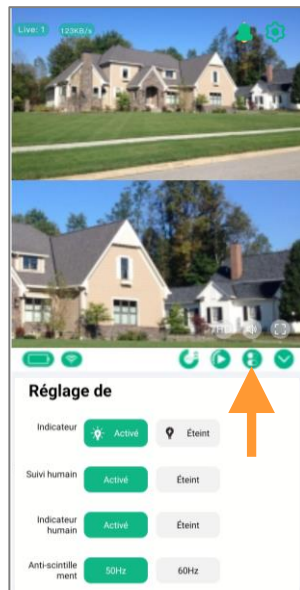 Live: 1 123KB/s
Réglage de
Indicateur Activé Éteint
Suivi humain Activé Éteint
Indicateur
humain Activé Éteint
Anti-scintille
ment 50Hz 60Hz